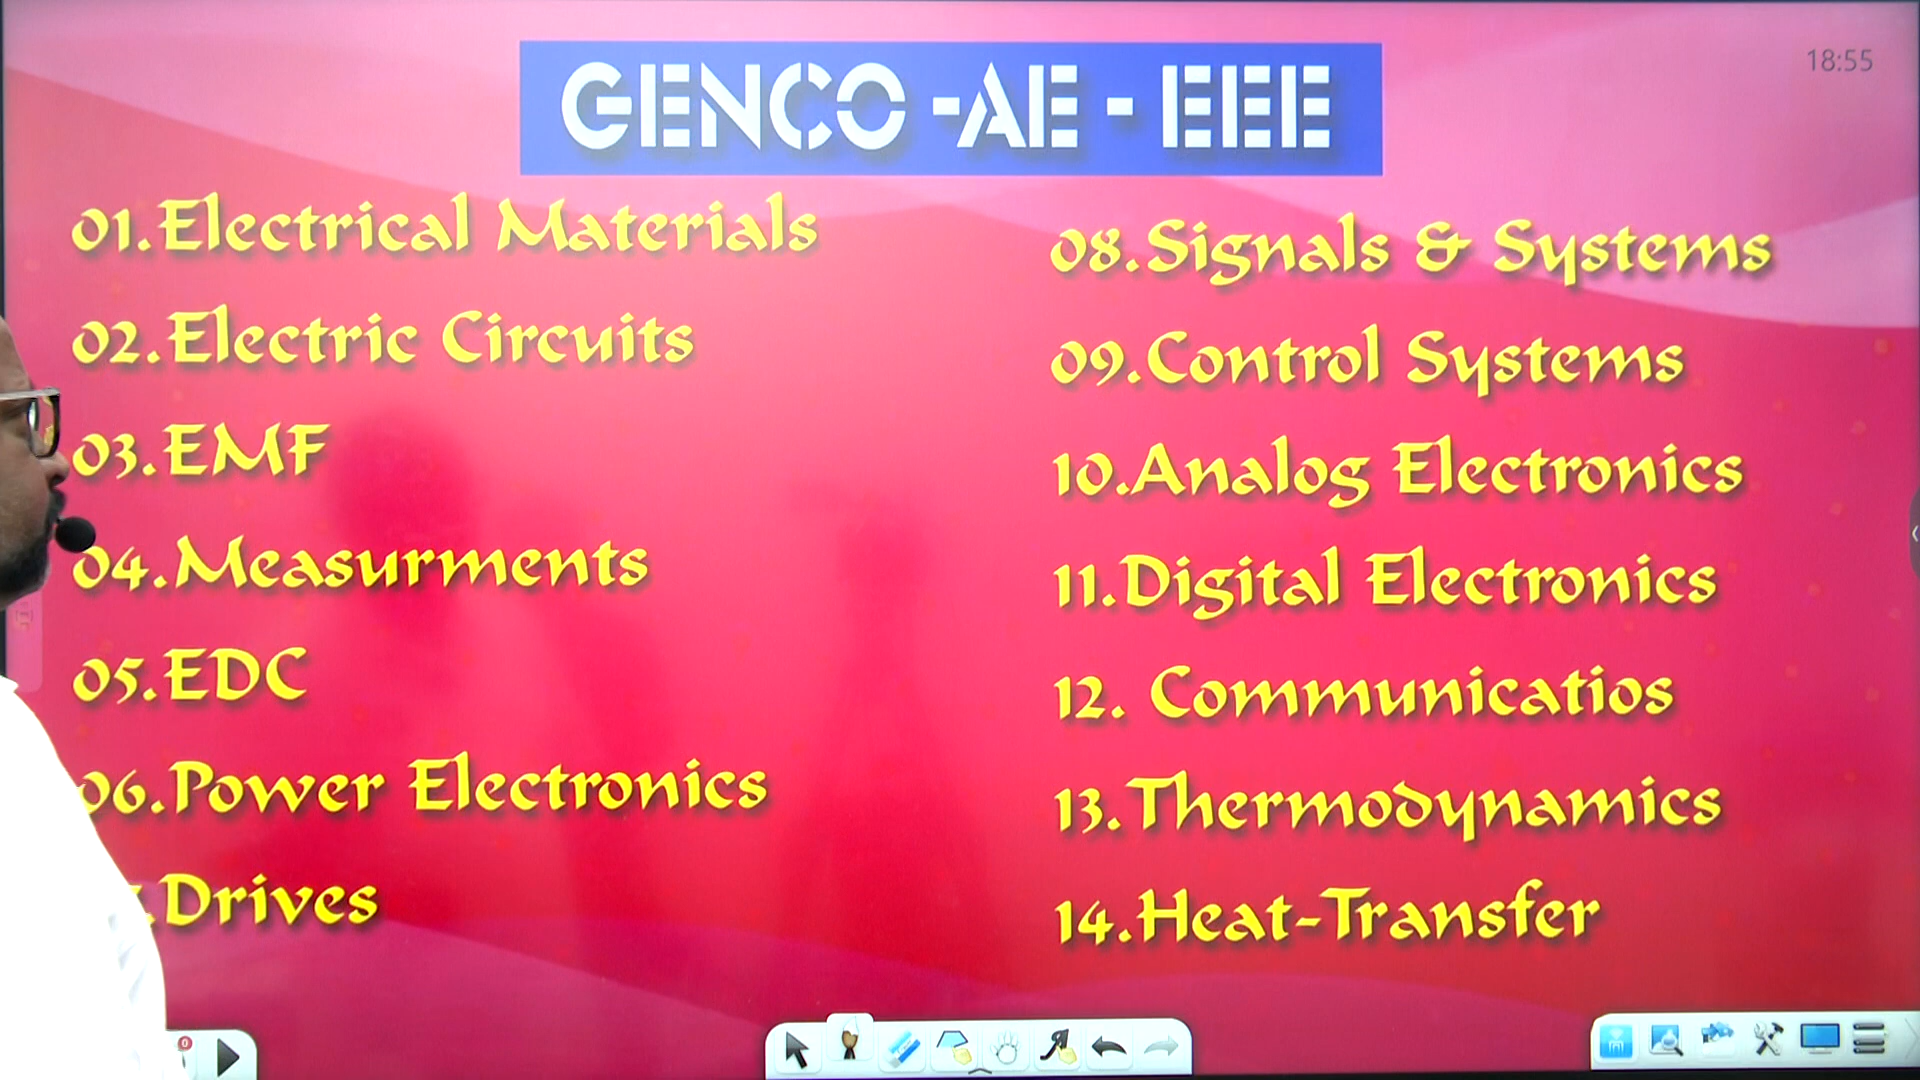 GENCO -AE - EEE
18:55
01.Electrical Materials
02.Electric Circuits
03.EMF
04.Measurments
05.EDC
06.Power Electronics
.Drives
08.Signals & Systems
09.Control Systems
10.Analog Electronics
11.Digital Electronics
12. Communicatios
13.Thermodynamics
14.Heat-Transfer
0